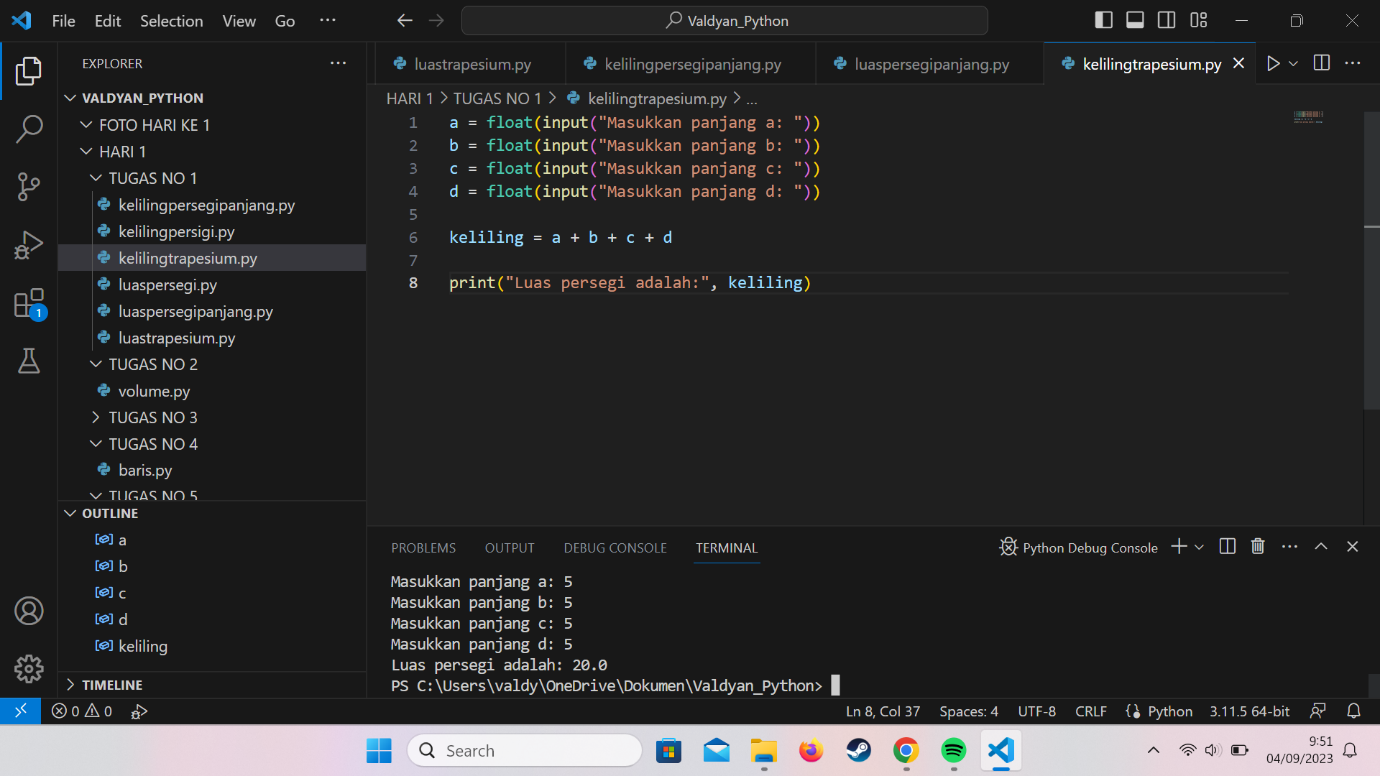 File Edit Selection View Go ··· Valdyan_Python
EXPLORER ···
VALDYAN_PYTHON
FOTO HARI KE 1
HARI 1
TUGAS NO 1
kelilingpersegipanjang.py
kelilingpersigi.py
kelilingtrapesium.py
luaspersegi.py
luaspersegipanjang.py
luastrapesium.py
TUGAS NO 2
volume.py
TUGAS NO 3
TUGAS NO 4
baris.py
TUGAS NO 5
1
OUTLINE
a
b
c
d
keliling
TIMELINE
luastrapesium.py kelilingpersegipanjang.py luaspersegipanjang.py kelilingtrapesium.py
HARI 1 > TUGAS NO 1 > kelilingtrapesium.py > ...
1 a = float(input("Masukkan panjang a: "))
2 b = float(input("Masukkan panjang b: "))
3 c = float(input("Masukkan panjang c: "))
4 d = float(input("Masukkan panjang d: "))
5
6 keliling = a + b + c + d
7
8 print("Luas persegi adalah:", keliling)
PROBLEMS OUTPUT DEBUG CONSOLE TERMINAL Python Debug Console
Masukkan panjang a: 5
Masukkan panjang b: 5
Masukkan panjang c: 5
Masukkan panjang d: 5
Luas persegi adalah: 20.0
PS C:\Users\valdy\OneDrive\Dokumen\Valdyan_Python>
0 0 Ln 8, Col 37 Spaces: 4 UTF-8 CRLF Python 3.11.5 64-bit
Search
9:51
04/09/2023